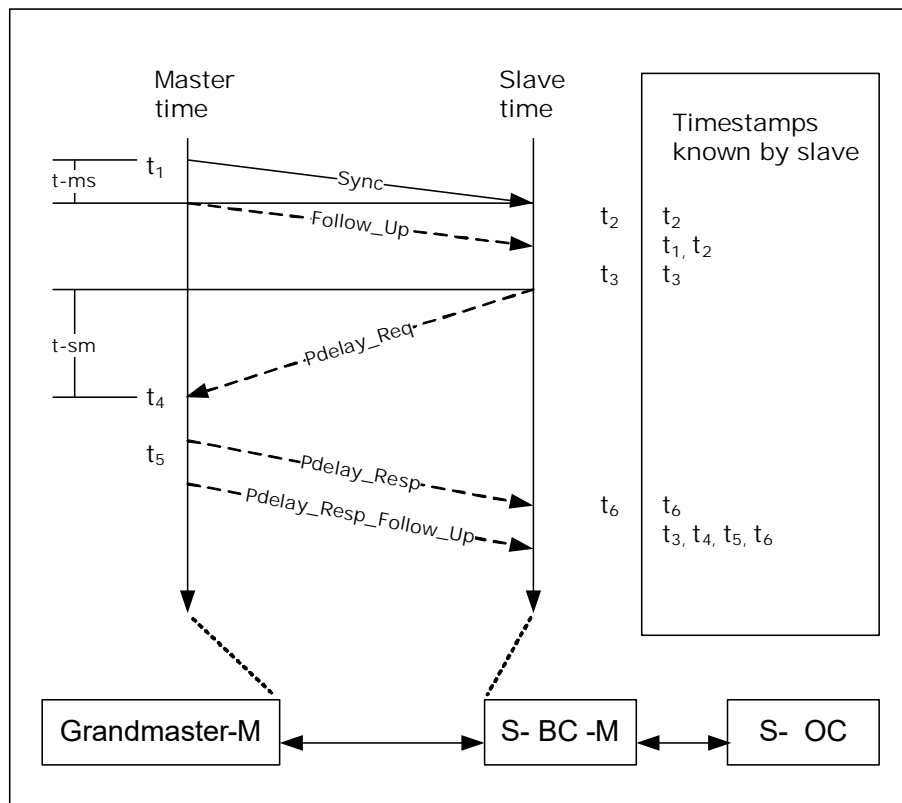 Master
time
Slave
time
Timestamps
known by slave
t₁
t-ms
Sync
Follow_Up
t₂
t₂
t₁, t₂
t₃
t₃
t-sm
Pdelay_Req
t₄
t₅
Pdelay_Resp
Pdelay_Resp_Follow_Up
t₆
t₆
t₃, t₄, t₅, t₆
Grandmaster-M
S- BC -M
S- OC